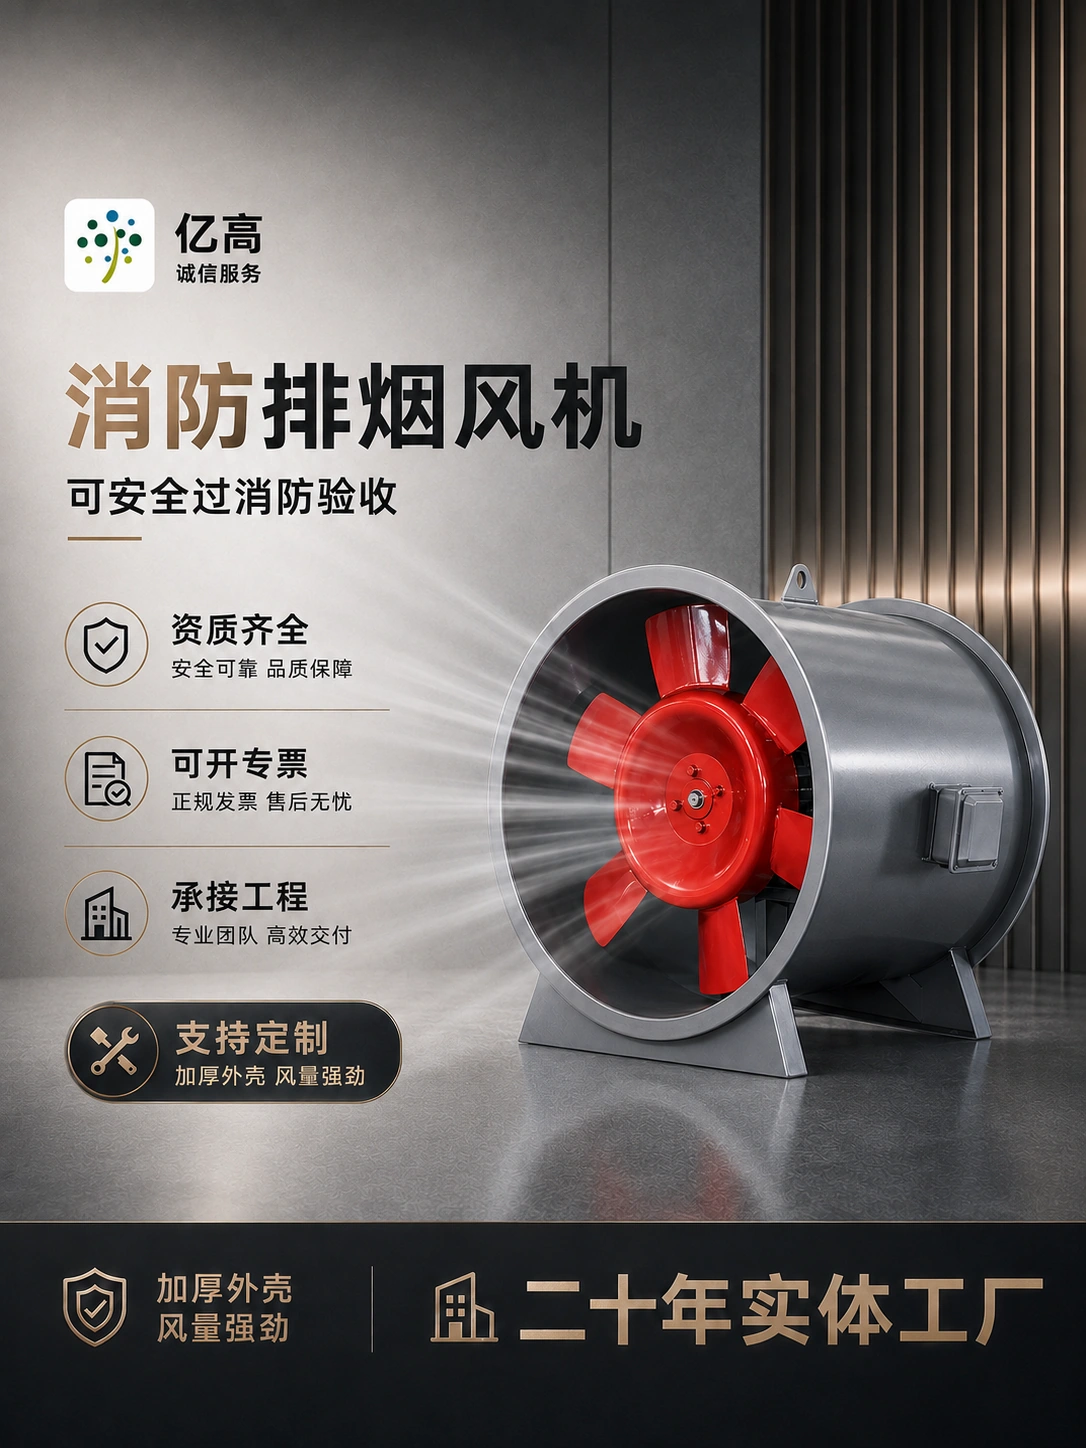 亿高
诚信服务
消防排烟风机
可安全过消防验收
资质齐全
安全可靠 品质保障
可开专票
正规发票 售后无忧
承接工程
专业团队 高效交付
支持定制
加厚外壳 风量强劲
加厚外壳
风量强劲
二十年实体工厂